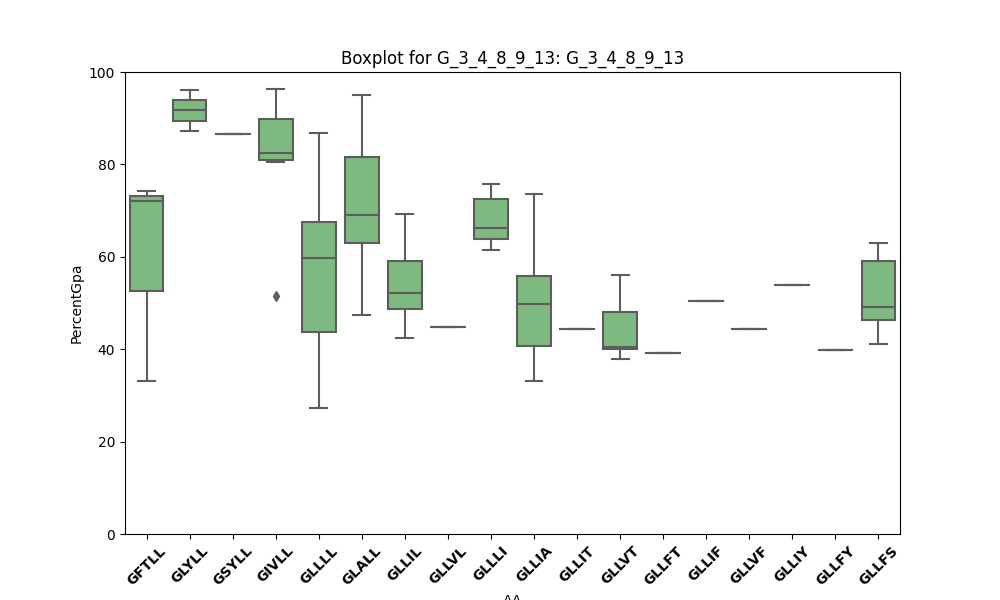 Boxplot for G_3_4_8_9_13: G_3_4_8_9_13
100
80
60
40
20
0
PercentGpa
GFTLL GLYLL GSYLL GIVLL GLLLL GLALL GLLIL GLLVL GLLLI GLLIA GLLIT GLLVT GLLFT GLLIF GLLVF GLLIY GLLFY GLLFS
AA